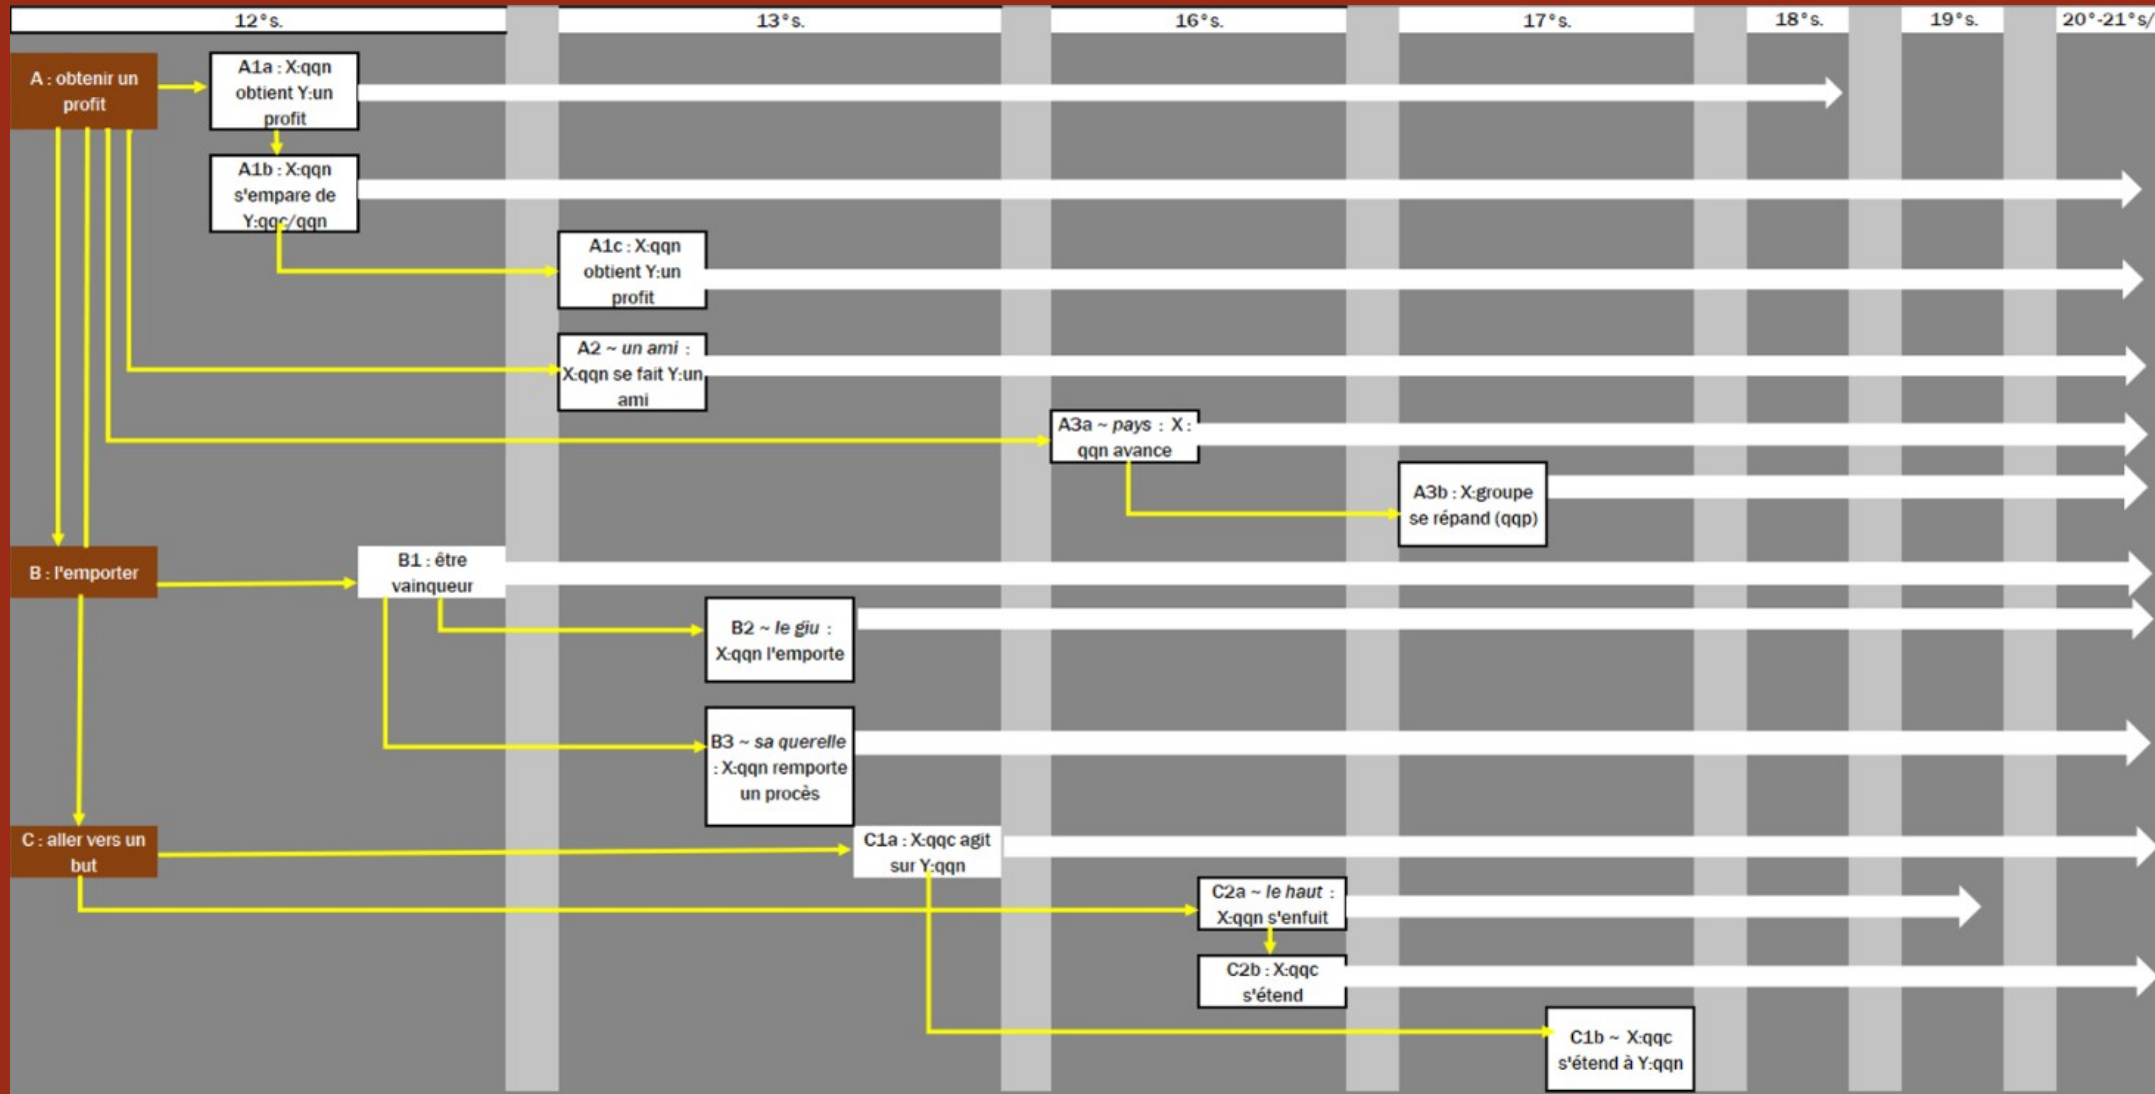 12°s.
13°s.
16°s.
17°s.
18°s.
19°s.
20°-21°s/
A : obtenir un
profit
A1a : X:qqn
obtient Y:un
profit
A1b : X:qqn
s'empare de
Y:qqc/qqn
A1c : X:qqn
obtient Y:un
profit
A2 ~ un ami :
X:qqn se fait Y:un
ami
A3a ~ pays : X :
qqn avance
A3b : X:groupe
se répand (qqp)
B : l'emporter
B1 : être
vainqueur
B2 ~ le giu :
X:qqn l'emporte
B3 ~ sa querelle
: X:qqn remporte
un procès
C : aller vers un
but
C1a : X:qqc agit
sur Y:qqn
C2a ~ le haut :
X:qqn s'enfuit
C2b : X:qqc
s'étend
C1b ~ X:qqc
s'étend à Y:qqn